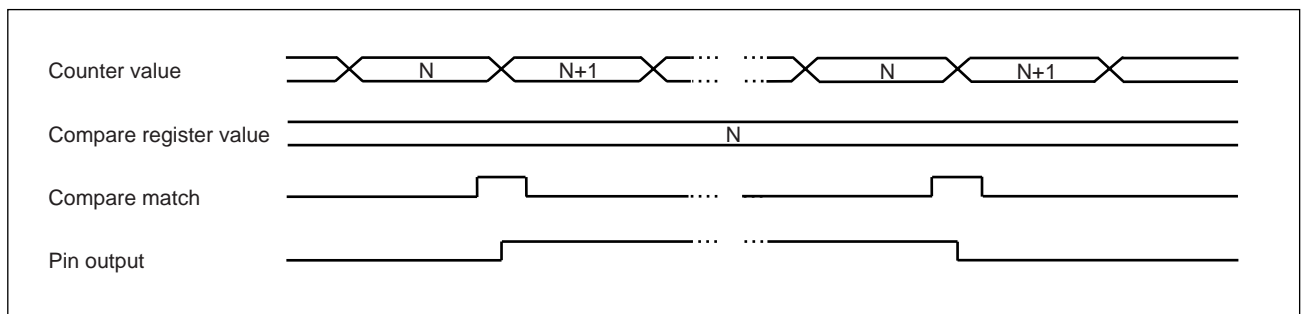 Counter value N N+1 N N+1
Compare register value N
Compare match
Pin output